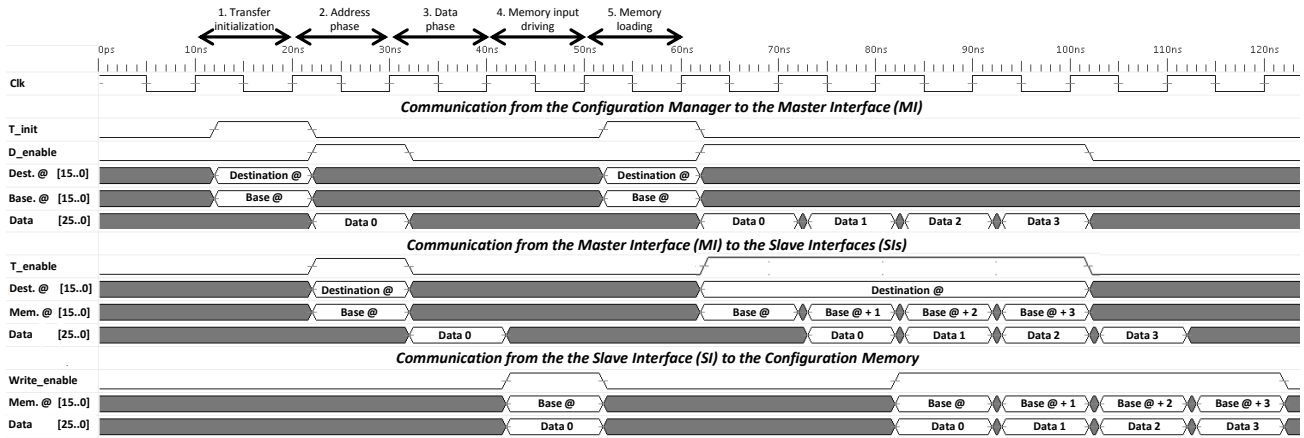 1. Transfer
initialization
2. Address
phase
3. Data
phase
4. Memory input
driving
5. Memory
loading
0ps 10ns 20ns 30ns 40ns 50ns 60ns 70ns 80ns 90ns 100ns 110ns 120ns
Clk
Communication from the Configuration Manager to the Master Interface (MI)
T_init
D_enable
Dest. @ [15..0] Destination @ Destination @
Base. @ [15..0] Base @ Base @
Data [25..0] Data 0 Data 0 Data 1 Data 2 Data 3
Communication from the Master Interface (MI) to the Slave Interfaces (SIs)
T_enable
Dest. @ [15..0] Destination @ Destination @
Mem. @ [15..0] Base @ Base @ Base @ + 1 Base @ + 2 Base @ + 3
Data [25..0] Data 0 Data 0 Data 1 Data 2 Data 3
Communication from the the Slave Interface (SI) to the Configuration Memory
Write_enable
Mem. @ [15..0] Base @ Base @ Base @ + 1 Base @ + 2 Base @ + 3
Data [25..0] Data 0 Data 0 Data 1 Data 2 Data 3